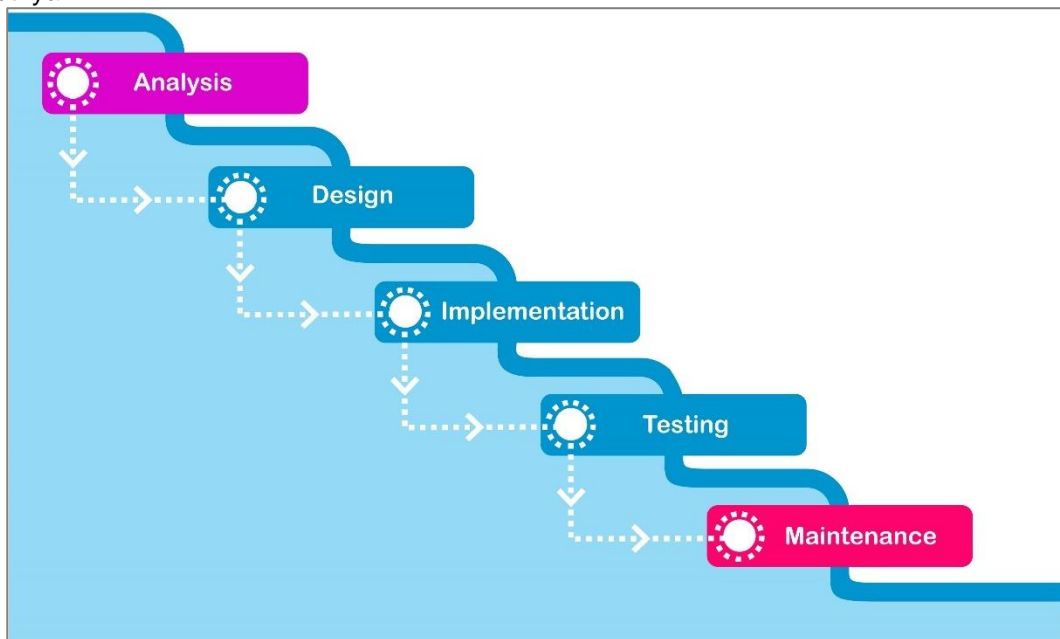 Analysis
Design
Implementation
Testing
Maintenance